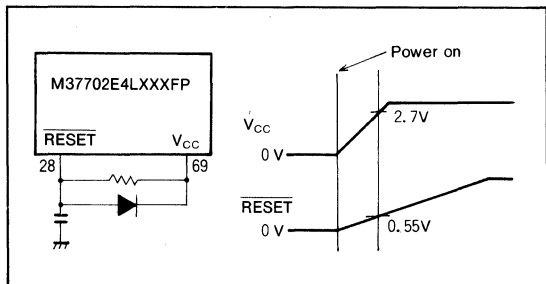 Power on
M37702E4LXXXFP
RESET VCC
28 69
VCC
2.7V
0 V
RESET
0 V
0.55V